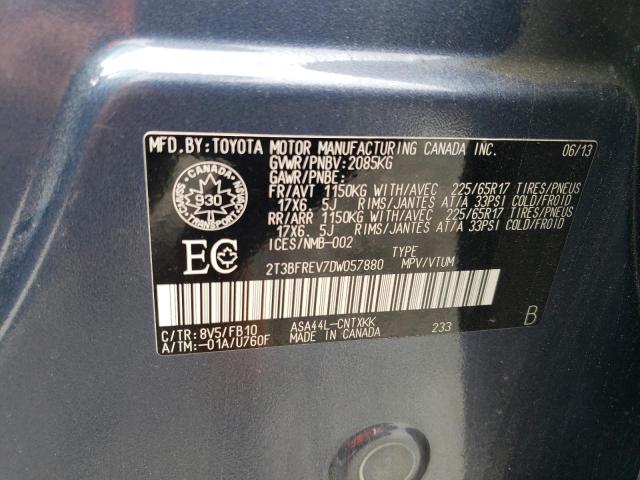 MFD.BY:TOYOTA MOTOR MANUFACTURING CANADA INC. 06/13
GVWR/PNBV:2085KG
GAWR/PNBE:
FR/AVT 1150KG WITH/AVEC 225/65R17 TIRES/PNEUS
17X6. 5J RIMS/JANTES AT/A 33PSI COLD/FROID
RR/ARR 1150KG WITH/AVEC 225/65R17 TIRES/PNEUS
17X6. 5J RIMS/JANTES AT/A 33PSI COLD/FROID
ICES/NMB-002
930
TRANSPORT
EC
TYPE
2T3BFREV7DW057880 MPV/VTUM
C/TR: 8V5/FB10 ASA44L-CNTXKK 233 B
A/TM:-01A/U760F MADE IN CANADA